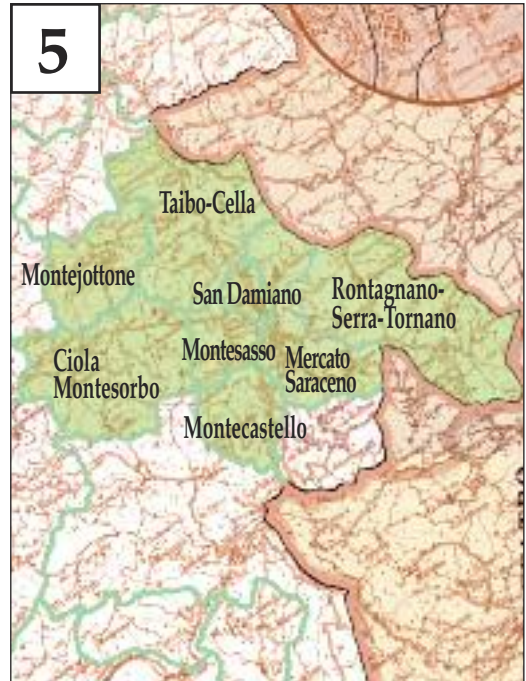 5
Taibo-Cella
Montejottone
San Damiano
Rontagnano-
Serra-Tornano
Ciola
Montesorbo
Montesasso
Mercato
Saraceno
Montecastello